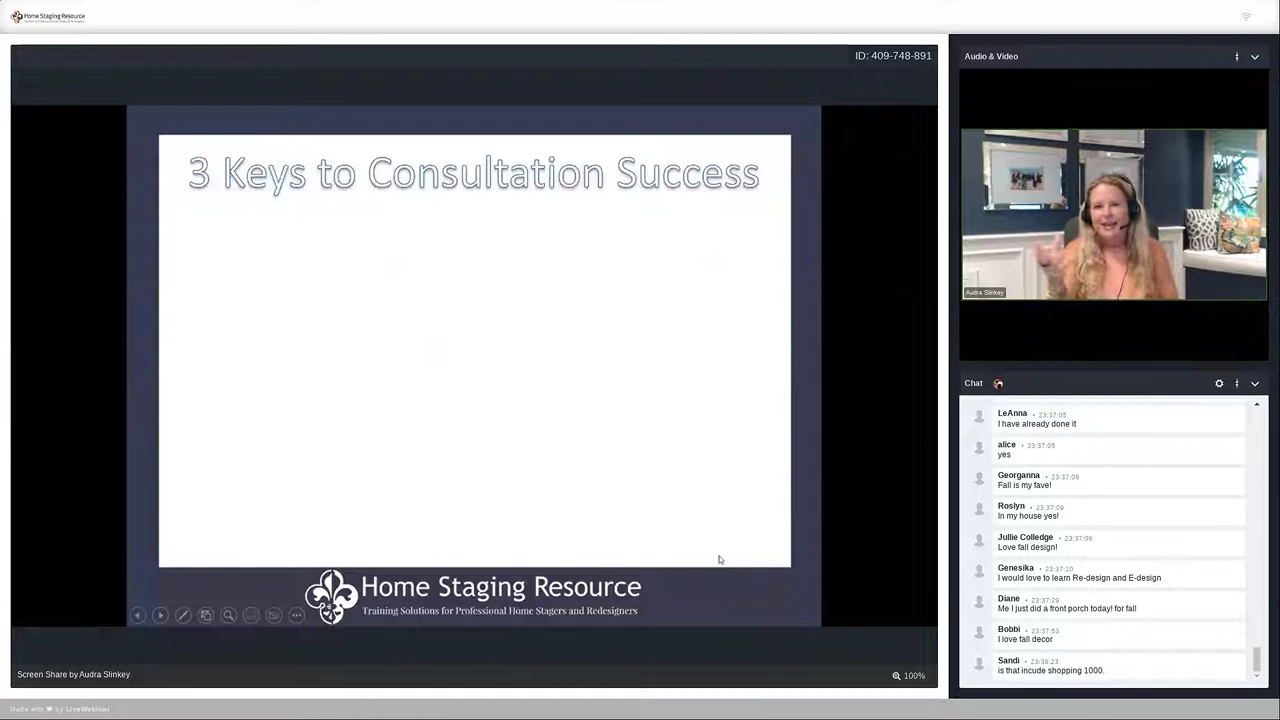 Home Staging Resource
ID: 409-748-891
3 Keys to Consultation Success
Home Staging Resource
Training Solutions for Professional Home Stagers and Redesigners
Screen Share by Audra Slinkey
100%
Audio & Video
Audra Slinkey
Chat
LeAnna • 23:37:05
I have already done it
alice • 23:37:05
yes
Georganna • 23:37:09
Fall is my fave!
Roslyn • 23:37:09
In my house yes!
Jullie Colledge • 23:37:09
Love fall design!
Genesika • 23:37:10
I would love to learn Re-design and E-design
Diane • 23:37:29
Me I just did a front porch today! for fall
Bobbi • 23:37:53
I love fall decor
Sandi • 23:38:23
is that incude shopping 1000.
Made with by LiveWebinar